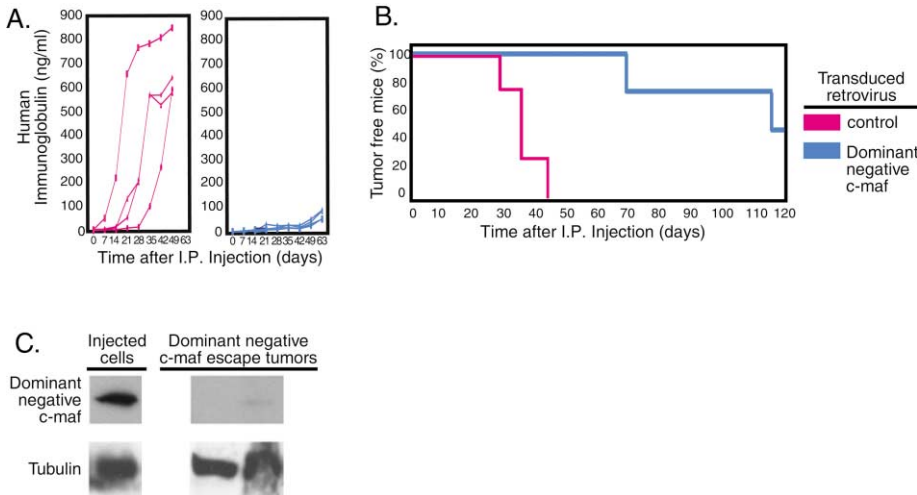 A.
900
800
700
600
500
400
300
200
100
0
Human
Immunoglobulin (ng/ml)
0 7 14 21 28 35 42 49 63
900
800
700
600
500
400
300
200
100
0
0 7 14 21 28 35 42 49 63
Time after I.P. Injection (days)
B.
Tumor free mice (%)
100
80
60
40
20
0
0 10 20 30 40 50 60 70 80 90 100 110 120
Time after I.P. Injection (days)
Transduced
retrovirus
control
Dominant
negative
c-maf
C.
Injected
cells
Dominant negative
c-maf escape tumors
Dominant
negative
c-maf
Tubulin